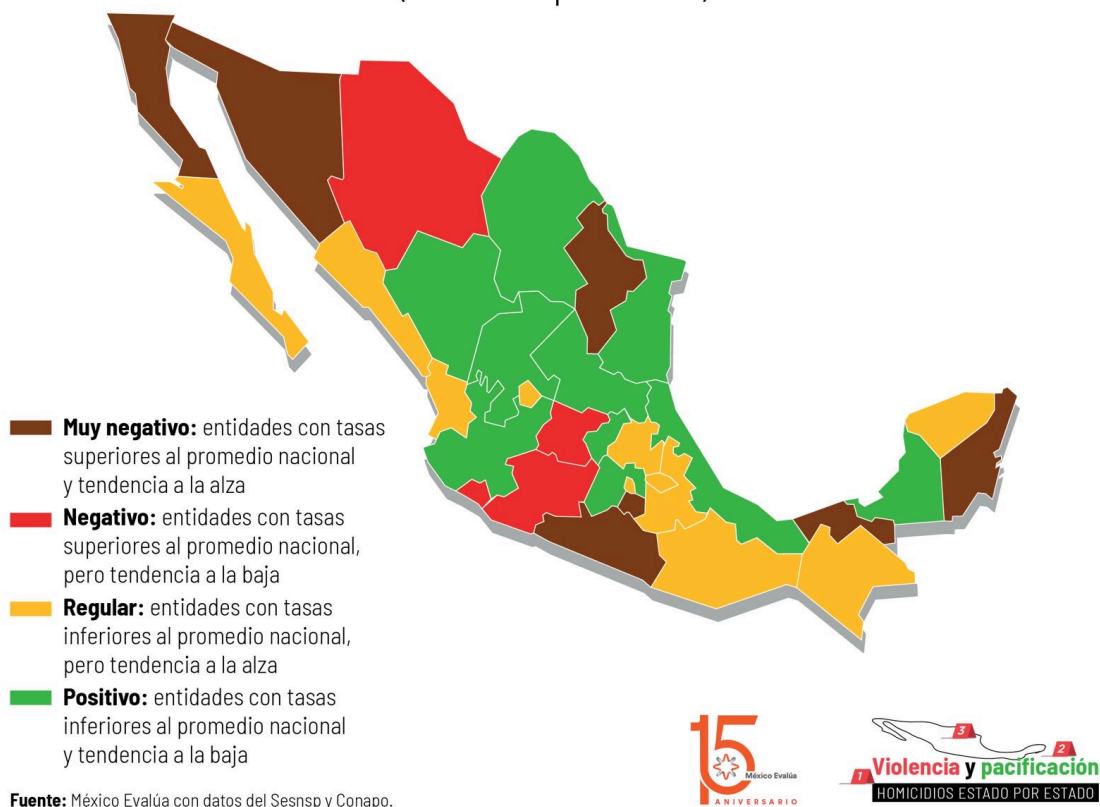 Muy negativo: entidades con tasas
superiores al promedio nacional
y tendencia a la alza
Negativo: entidades con tasas
superiores al promedio nacional,
pero tendencia a la baja
Regular: entidades con tasas
inferiores al promedio nacional,
pero tendencia a la alza
Positivo: entidades con tasas
inferiores al promedio nacional
y tendencia a la baja
Fuente: México Evalúa con datos del Sesnsp y Conapo.
15
México Evalúa
ANIVERSARIO
3
2
1
Violencia y pacificación
HOMICIDIOS ESTADO POR ESTADO